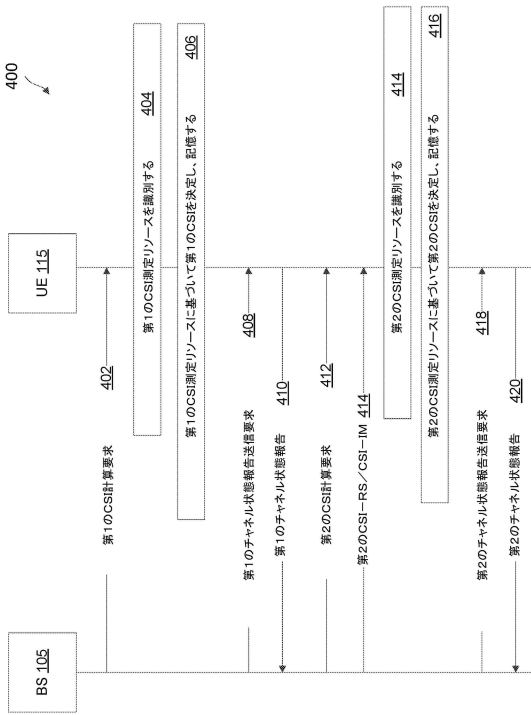 400
BS 105
UE 115
第1のCSI計算要求 402
第1のCSI測定リソースを識別する 404
第1のCSI測定リソースに基づいて第1のCSIを決定し、記憶する 406
第1のチャネル状態報告送信要求 408
第1のチャネル状態報告 410
第2のCSI計算要求 412
第2のCSI-RS/CSI-IM 414
第2のCSI測定リソースを識別する 414
第2のCSI測定リソースに基づいて第2のCSIを決定し、記憶する 416
第2のチャネル状態報告送信要求 418
第2のチャネル状態報告 420